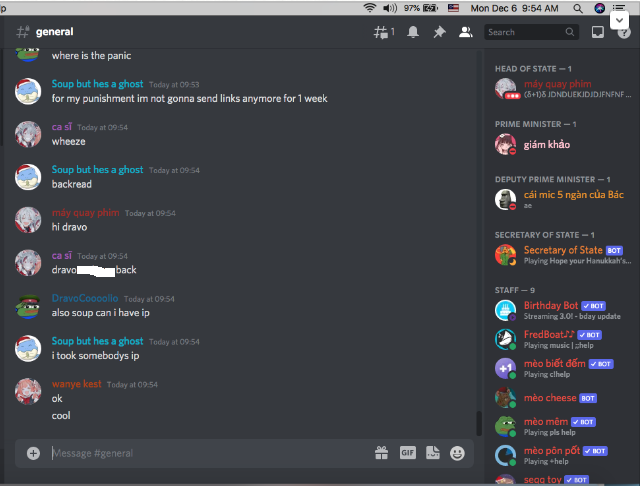 lp
97%
Mon Dec 6 9:54 AM
general
1
Search
where is the panic
Soup but hes a ghost Today at 09:53
for my punishment im not gonna send links anymore for 1 week
ca sĩ Today at 09:54
wheeze
Soup but hes a ghost Today at 09:54
backread
máy quay phim Today at 09:54
hi dravo
ca sĩ Today at 09:54
dravo back
DravoCooollo Today at 09:54
also soup can i have ip
Soup but hes a ghost Today at 09:54
i took somebodys ip
wanye kest Today at 09:54
ok
cool
Message #general
GIF
HEAD OF STATE — 1
máy quay phim
PRIME MINISTER — 1
giám khảo
DEPUTY PRIME MINISTER — 1
cái mic 5 ngàn của Bác
ae
SECRETARY OF STATE — 1
Secretary of State BOT
Playing Hope your Hanukkah's...
STAFF — 9
Birthday Bot BOT
Streaming 3.0! - bday update
FredBoat♪♪ BOT
Playing music | ;;help
+1
mèo biết đếm BOT
Playing c!help
mèo cheese BOT
mèo mêm BOT
Playing pls help
mèo pôn pốt BOT
Playing +help
segg toy BOT